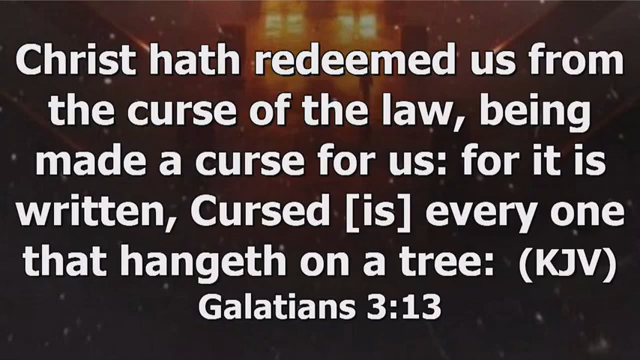 Christ hath redeemed us from
the curse of the law, being
made a curse for us: for it is
written, Cursed [is] every one
that hangeth on a tree: (KJV)
Galatians 3:13